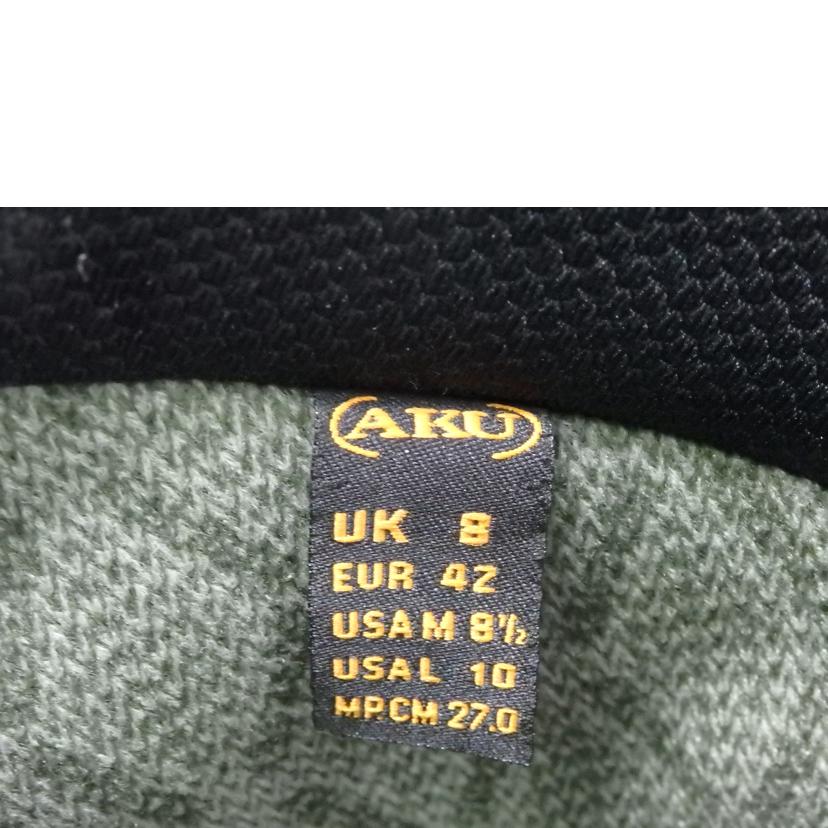 (AKU)
UK 8
EUR 42
USA M 8½
USA L 10
MP.CM 27.0